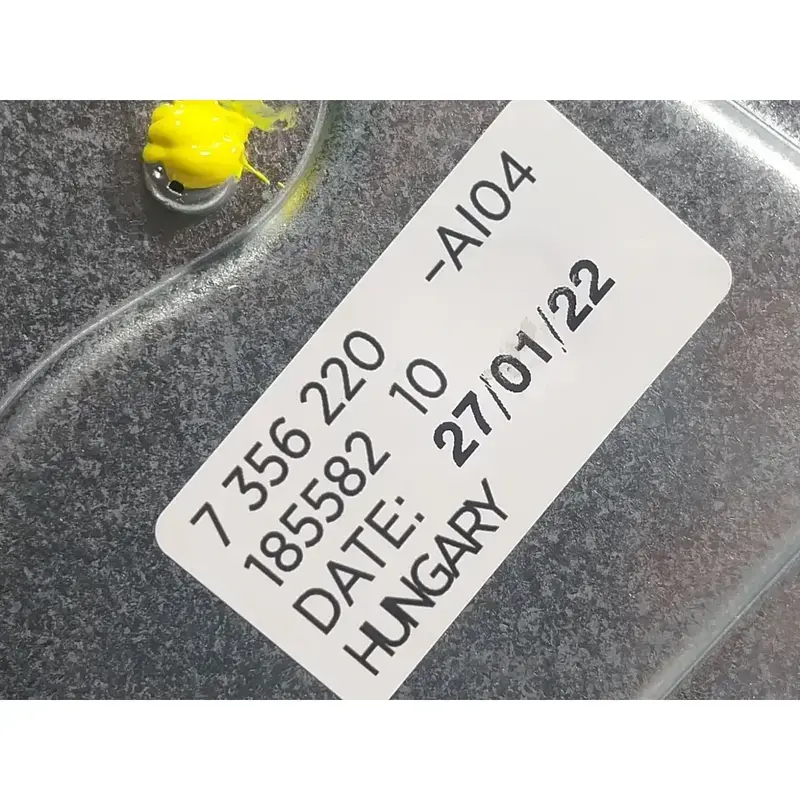 7 356 220 -AI04
185582 10
DATE: 27/01/22
HUNGARY